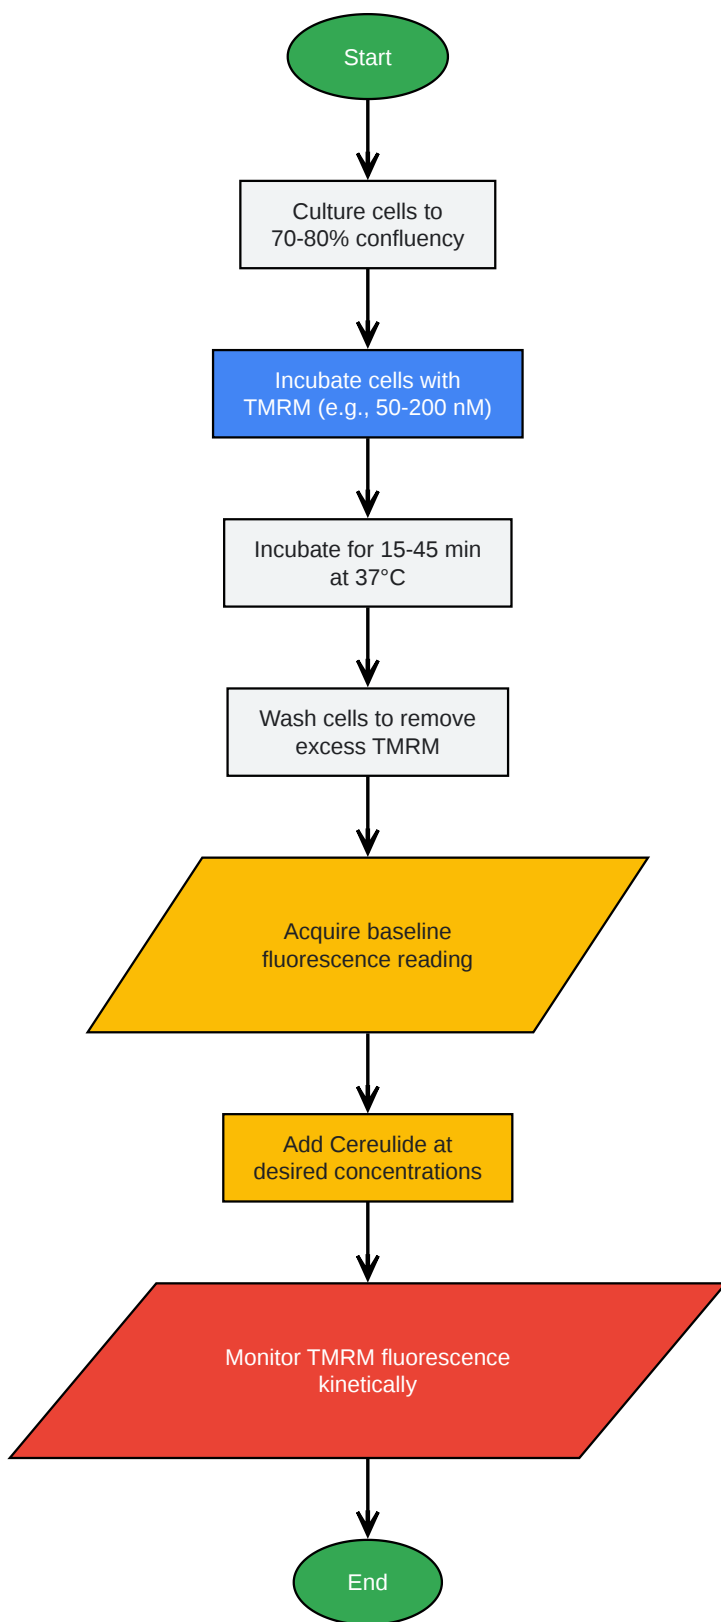 Start
Culture cells to
70-80% confluency
Incubate cells with
TMRM (e.g., 50-200 nM)
Incubate for 15-45 min
at 37°C
Wash cells to remove
excess TMRM
Acquire baseline
fluorescence reading
Add Cereulide at
desired concentrations
Monitor TMRM fluorescence
kinetically
End